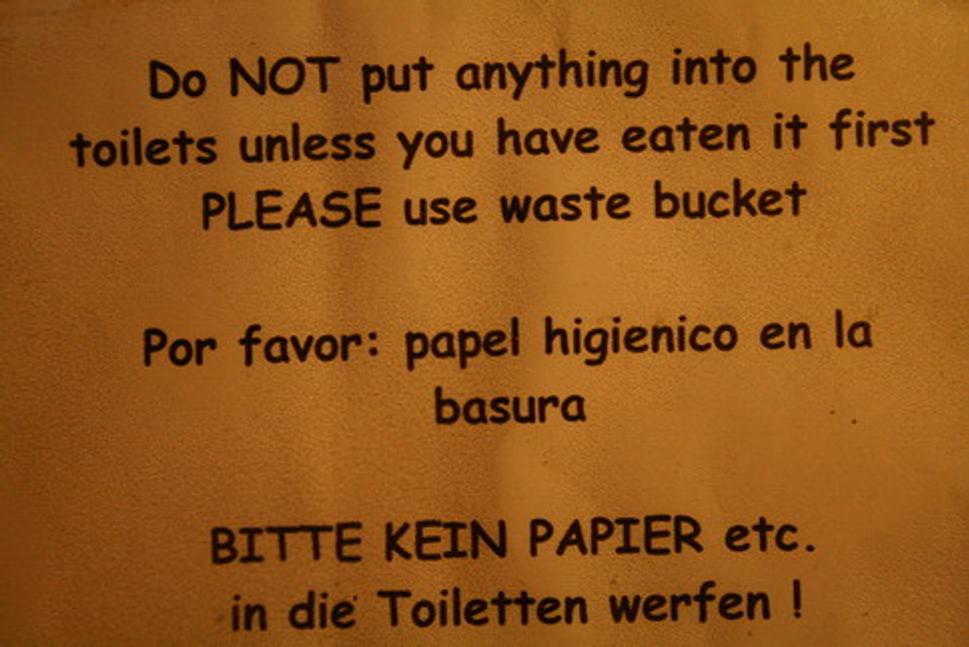 Do NOT put anything into the
toilets unless you have eaten it first
PLEASE use waste bucket
Por favor: papel higienico en la
basura
BITTE KEIN PAPIER etc.
in die Toiletten werfen !